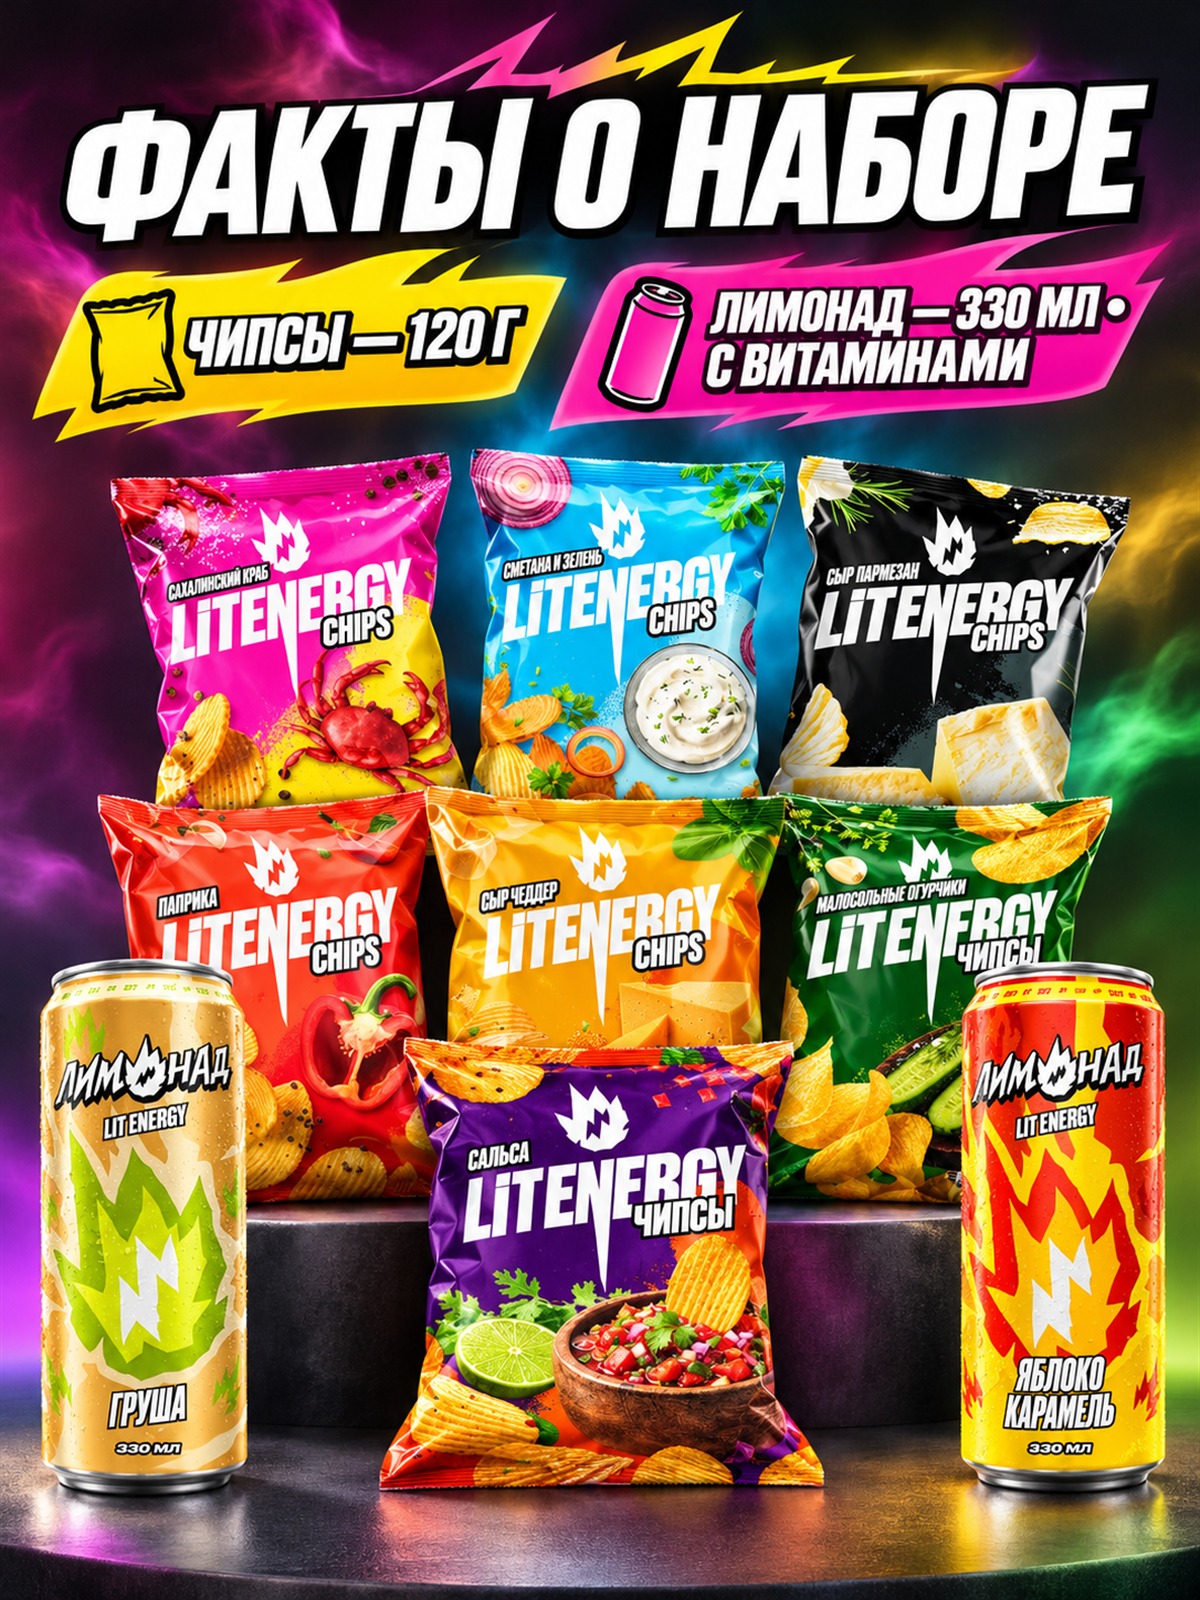 ФАКТЫ О НАБОРЕ
ЧИПСЫ — 120 Г
ЛИМОНАД — 330 МЛ •
С ВИТАМИНАМИ
САХАЛИНСКИЙ КРАБ
LITENERGY
CHIPS
СМЕТАНА И ЗЕЛЕНЬ
LITENERGY
CHIPS
СЫР ПАРМЕЗАН
LITENERGY
CHIPS
ПАПРИКА
LITENERGY
CHIPS
СЫР ЧЕДДЕР
LITENERGY
CHIPS
МАЛОСОЛЬНЫЕ ОГУРЧИКИ
LITENERGY
ЧИПСЫ
ЛИМОНАД
LIT ENERGY
ГРУША
330 МЛ
САЛЬСА
LITENERGY
ЧИПСЫ
ЛИМОНАД
LIT ENERGY
ЯБЛОКО
КАРАМЕЛЬ
330 МЛ